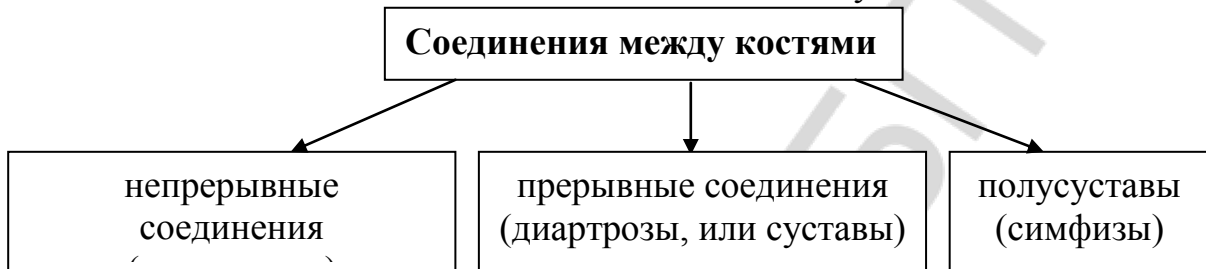 Соединения между костями
непрерывные
соединения
прерывные соединения
(диартрозы, или суставы)
полусуставы
(симфизы)